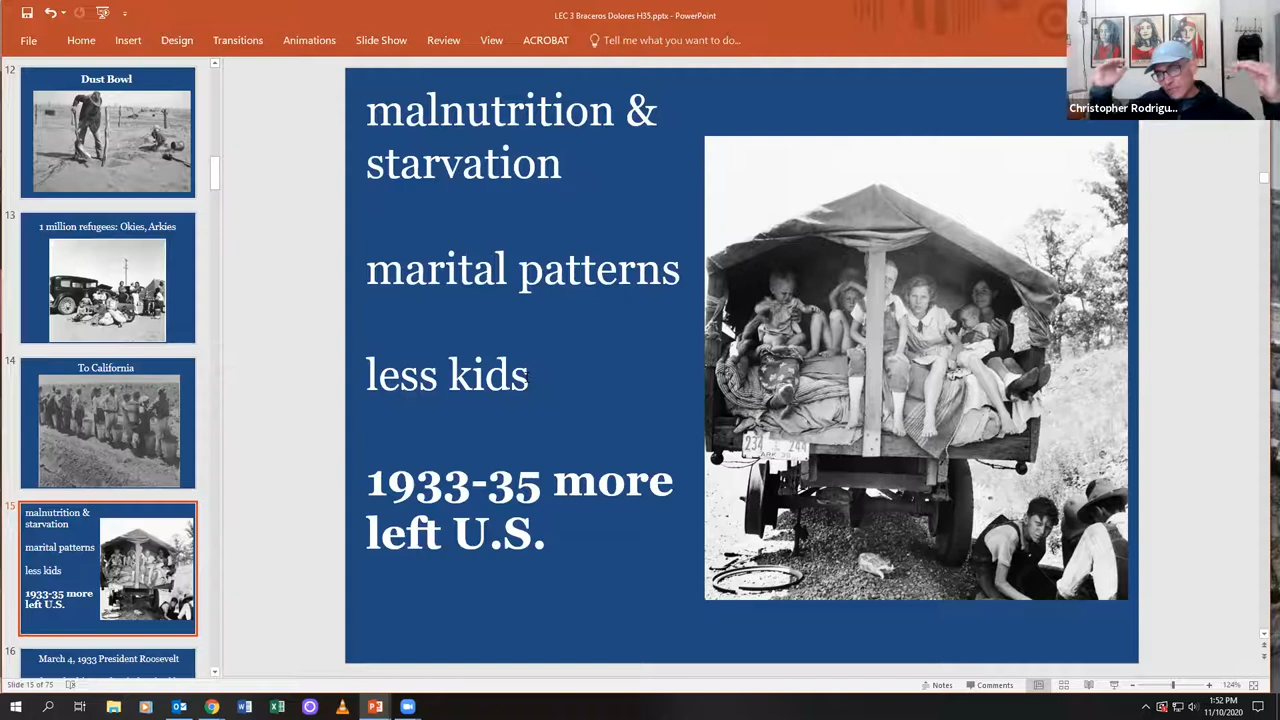 LEC 3 Braceros Dolores H35.pptx - PowerPoint
File Home Insert Design Transitions Animations Slide Show Review View ACROBAT Tell me what you want to do...
Christopher Rodrigu...
12
Dust Bowl
13
1 million refugees: Okies, Arkies
14
To California
15
malnutrition &
starvation
marital patterns
less kids
1933-35 more
left U.S.
16
March 4, 1933 President Roosevelt
malnutrition &
starvation
marital patterns
less kids
1933-35 more
left U.S.
234 244
ARK 35
Slide 15 of 75
Notes Comments 124%
1:52 PM
11/10/2020